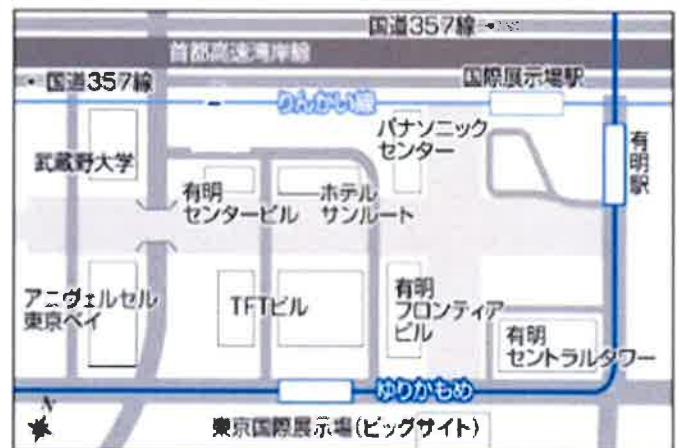 国道357線
首都高速湾岸線
国道357線
国際展示場駅
りんかい線
パナソニック
センター
有明駅
武蔵野大学
有明
センタービル
ホテル
サンルート
アニヴェルセル
東京ベイ
TFTビル
有明
フロンティア
ビル
有明
セントラルタワー
ゆりかもめ
N
東京国際展示場(ビッグサイト)